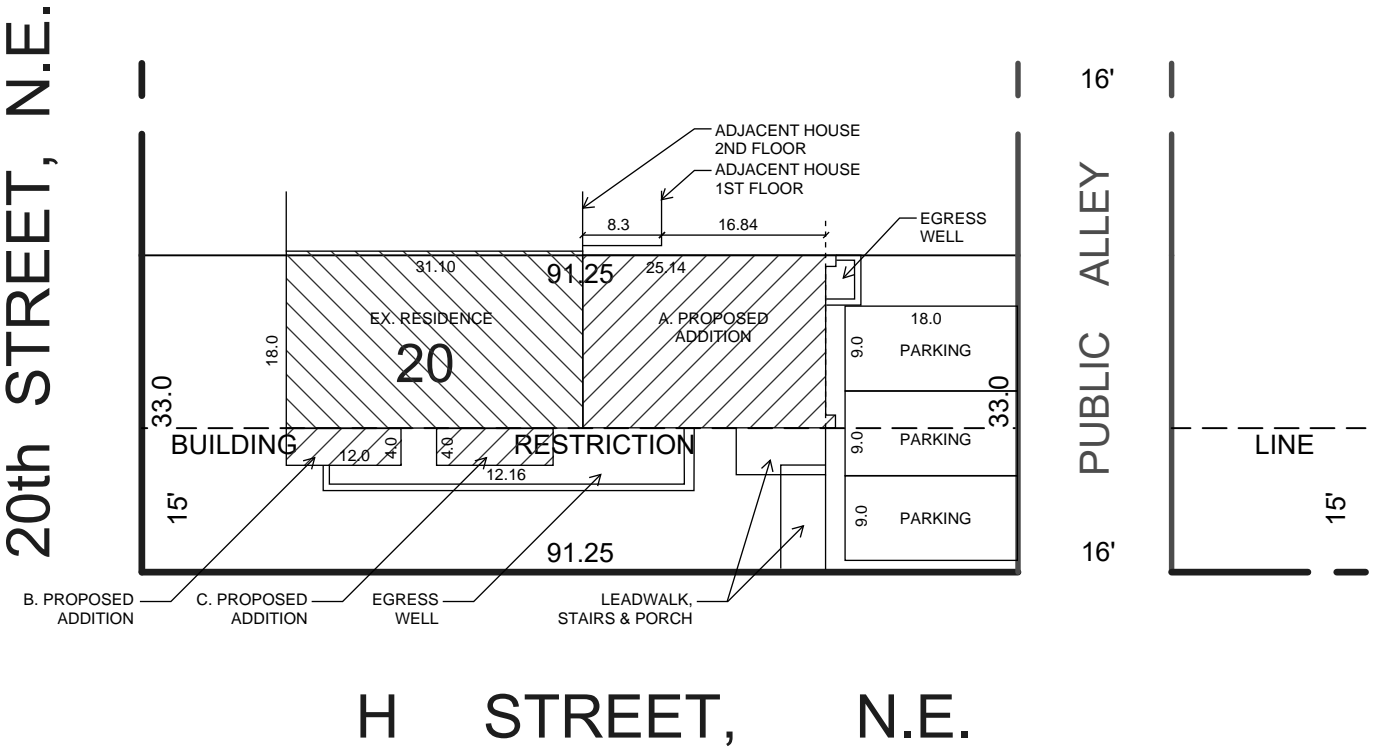 20th STREET, N.E.
16'
ADJACENT HOUSE
2ND FLOOR
ADJACENT HOUSE
1ST FLOOR
8.3
16.84
EGRESS
WELL
PUBLIC ALLEY
31.10
91.25
25.14
EX. RESIDENCE
20
A. PROPOSED
ADDITION
18.0
18.0
9.0
PARKING
33.0
33.0
BUILDING
RESTRICTION
LINE
12.0
4.0
4.0
12.16
9.0
PARKING
15'
9.0
PARKING
15'
91.25
16'
B. PROPOSED
ADDITION
C. PROPOSED
ADDITION
EGRESS
WELL
LEADWALK,
STAIRS & PORCH
H STREET, N.E.